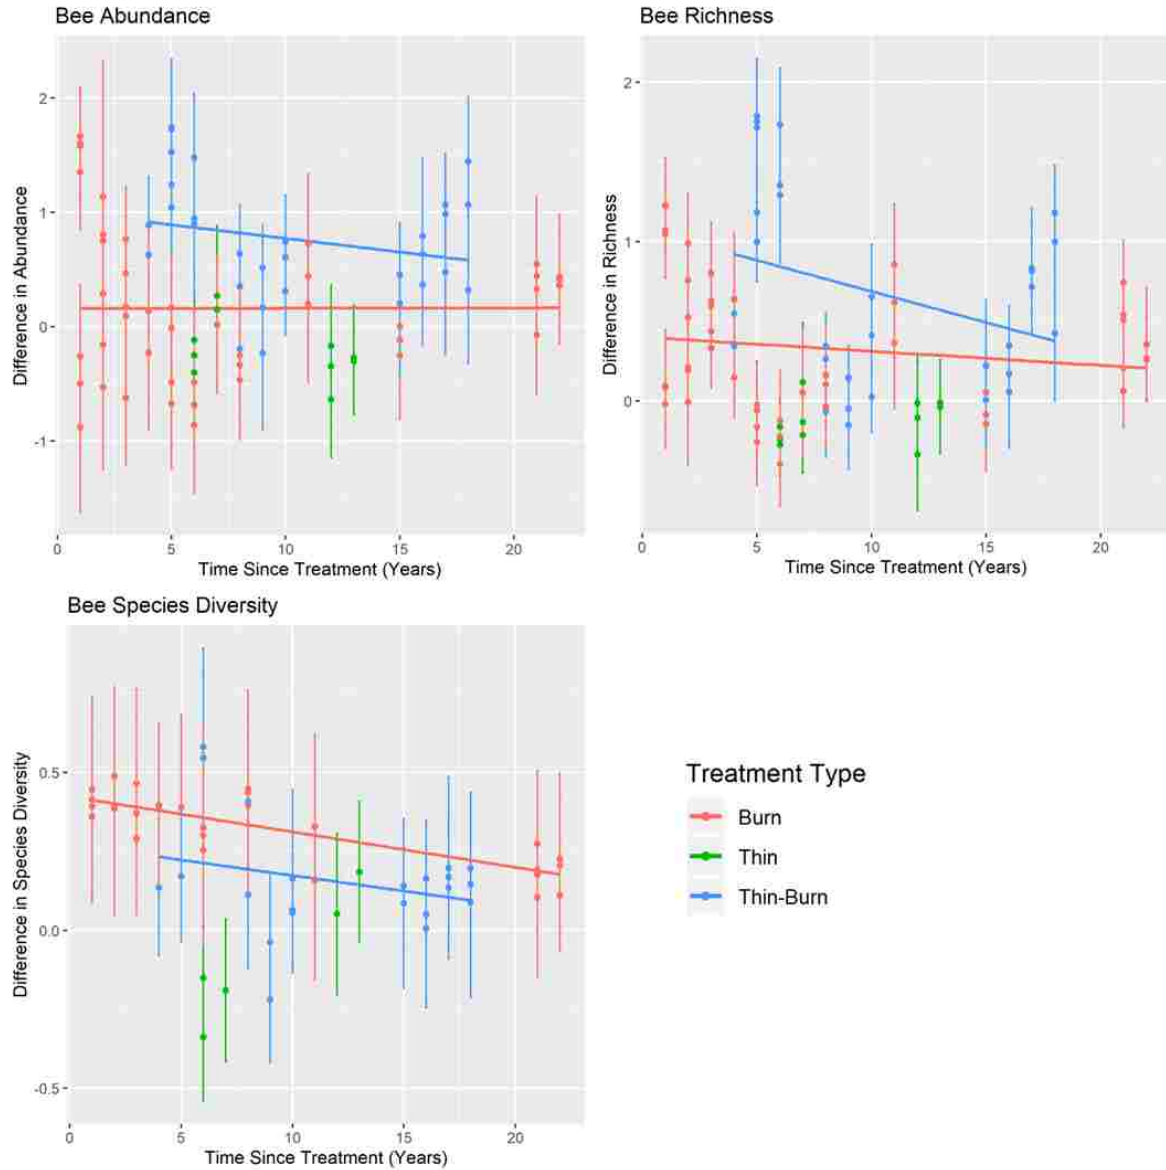 Bee Abundance
Difference in Abundance
2
1
0
-1
0 5 10 15 20
Time Since Treatment (Years)
Bee Richness
Difference in Richness
2
1
0
0 5 10 15 20
Time Since Treatment (Years)
Bee Species Diversity
Difference in Species Diversity
0.5
0.0
-0.5
0 5 10 15 20
Time Since Treatment (Years)
Treatment Type
Burn
Thin
Thin-Burn